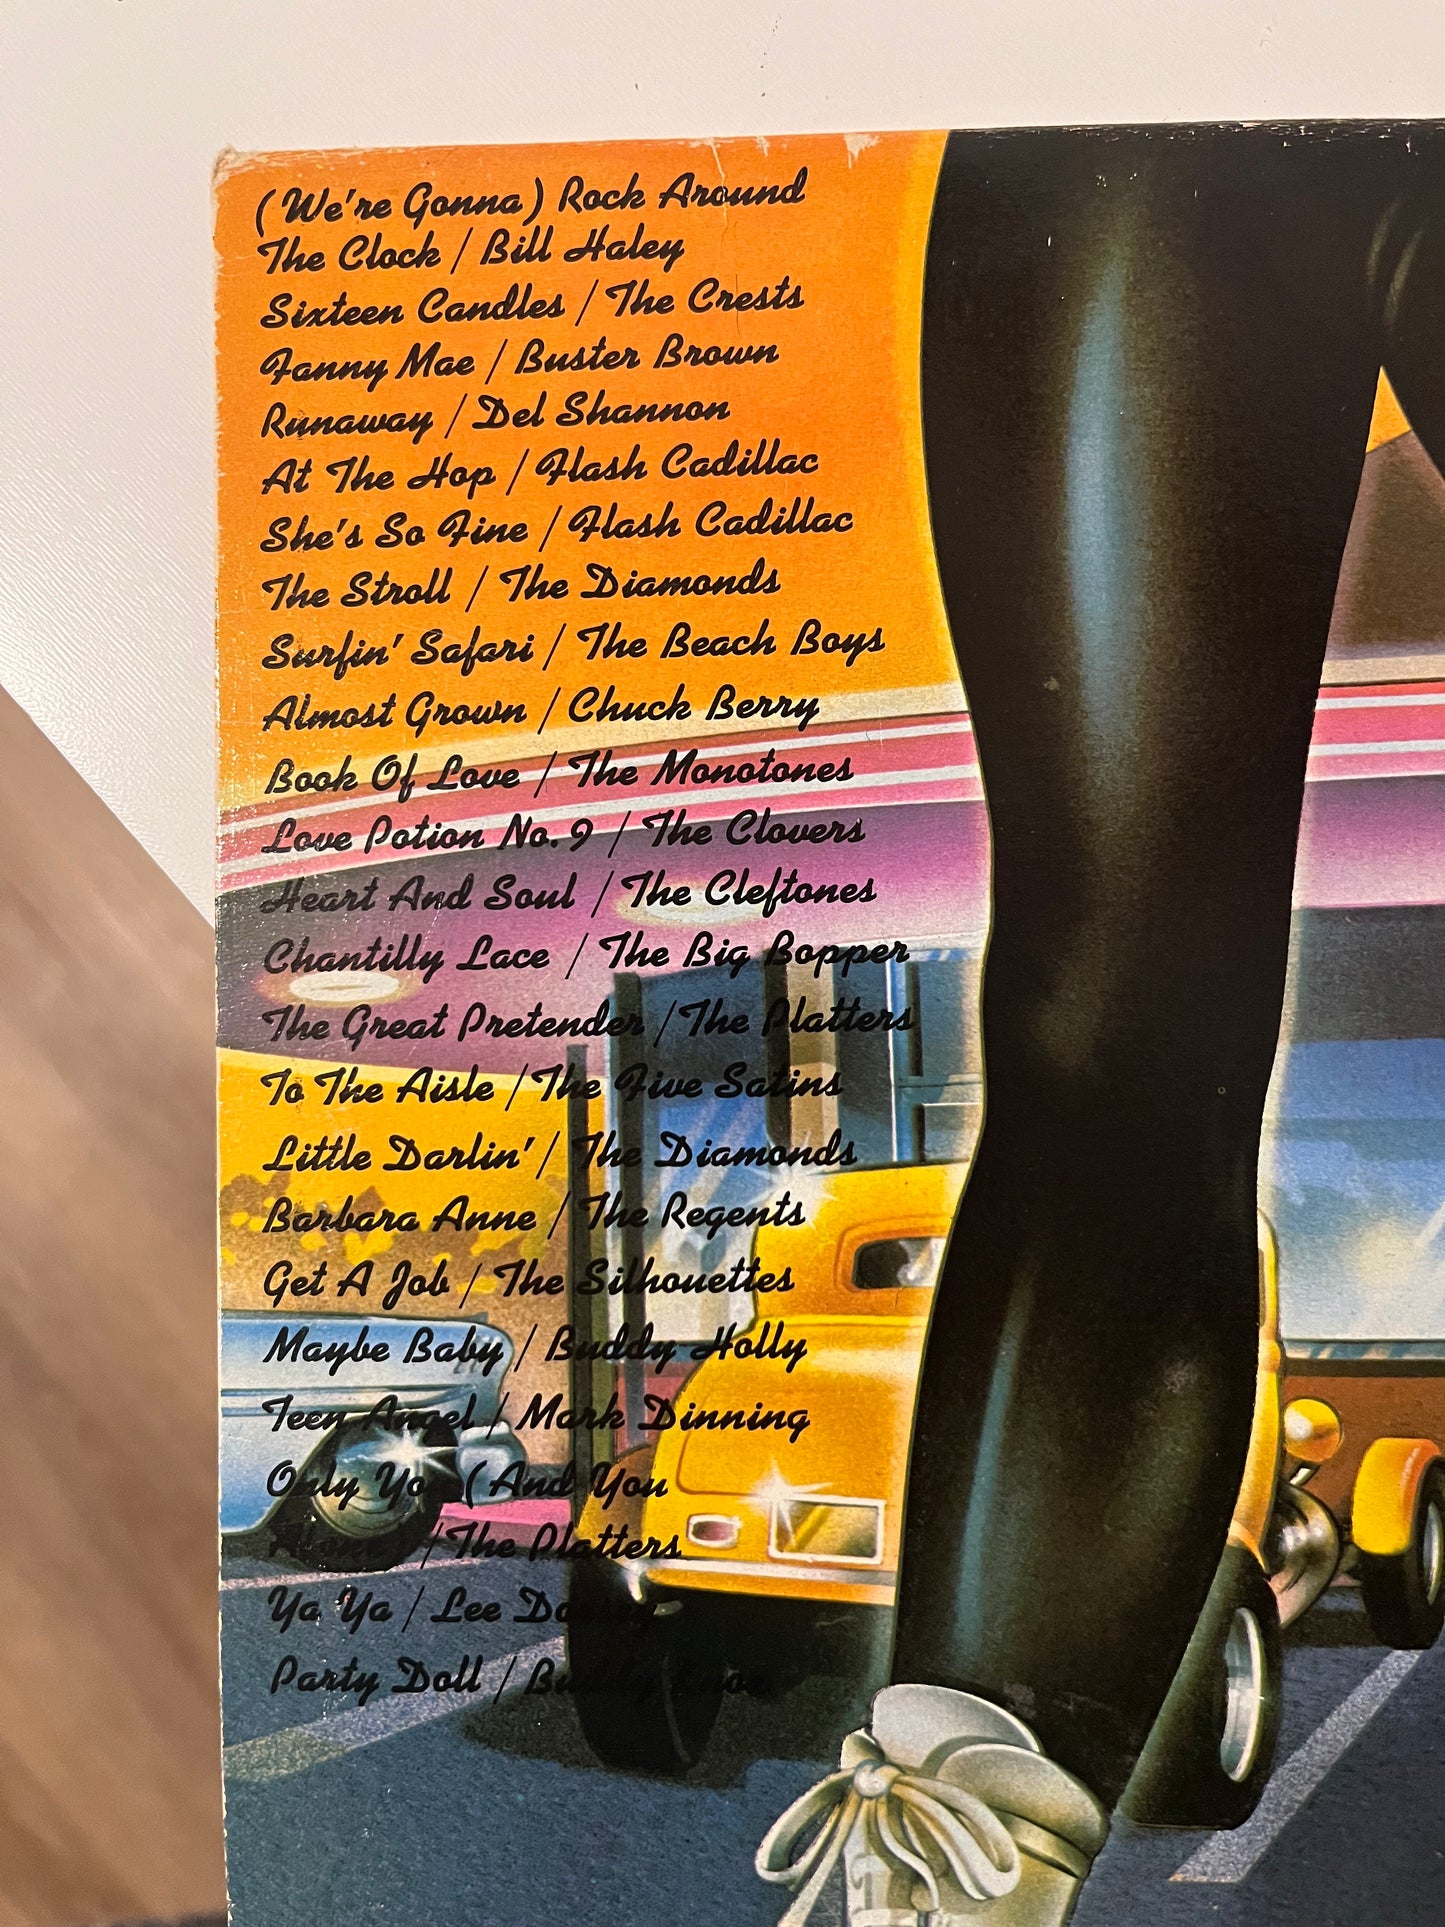 (We're Gonna) Rock Around
The Clock / Bill Haley
Sixteen Candles / The Crests
Fanny Mae / Buster Brown
Runaway / Del Shannon
At The Hop / Flash Cadillac
She's So Fine / Flash Cadillac
The Stroll / The Diamonds
Surfin' Safari / The Beach Boys
Almost Grown / Chuck Berry
Book Of Love / The Monotones
Love Potion No. 9 / The Clovers
Heart And Soul / The Cleftones
Chantilly Lace / The Big Bopper
The Great Pretender / The Platters
To The Aisle / The Five Satins
Little Darlin' / The Diamonds
Barbara Anne / The Regents
Get A Job / The Silhouettes
Maybe Baby / Buddy Holly
Teen Angel / Mark Dinning
Only You (And You
/ The Platters
Ya Ya / Lee
Party Doll / Buddy Knox